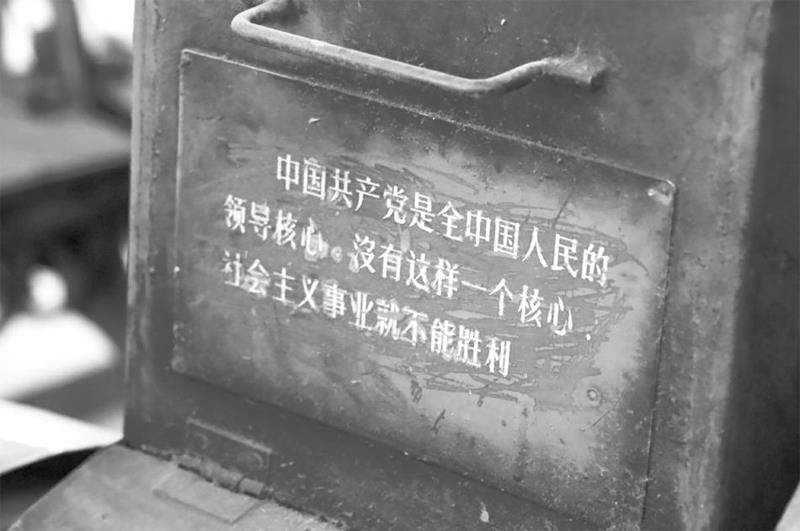 中国共产党是全中国人民的
领导核心。沒有这样一个核心，
社会主义事业就不能胜利